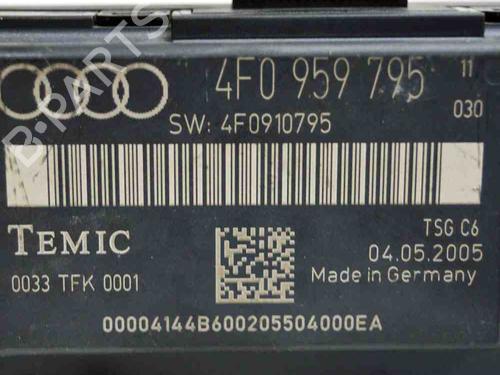 4F0 959 795 11
030
SW: 4F0910795
B-PARTS
TEMIC
TSG C6
04.05.2005
0033 TFK 0001
Made in Germany
00004144B600205504000EA